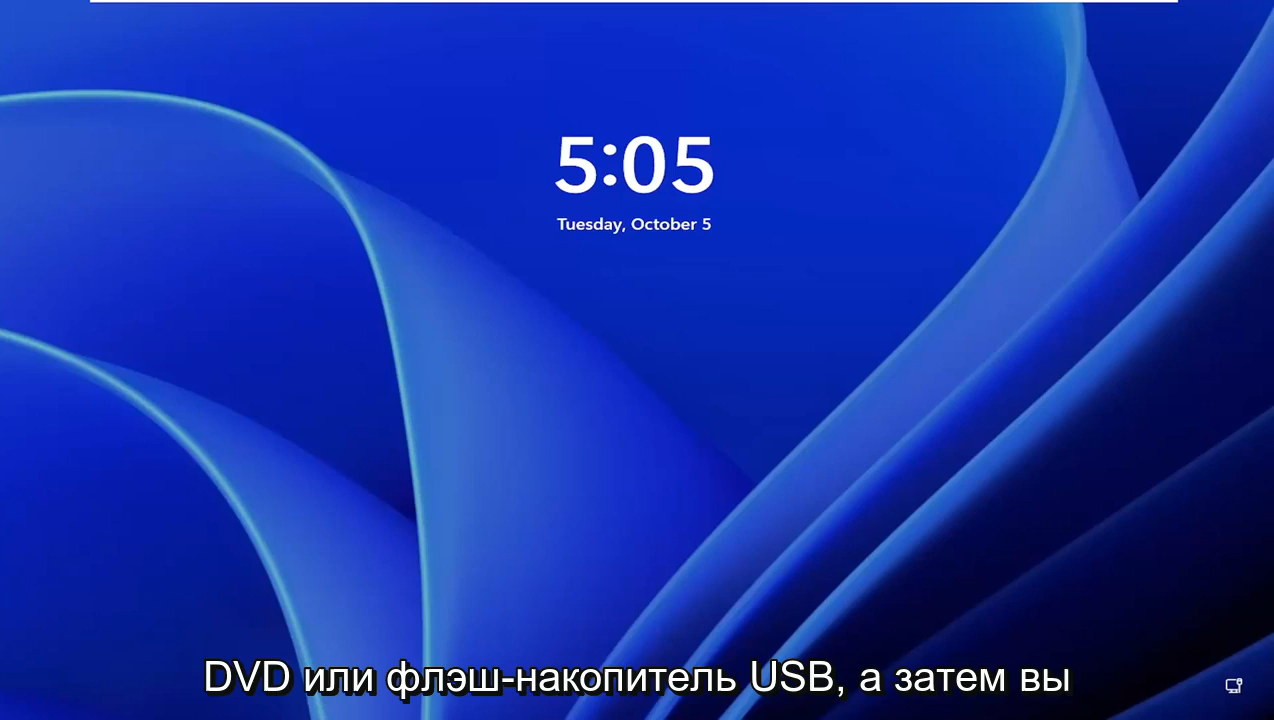 5:05
Tuesday, October 5
DVD или флэш-накопитель USB, а затем вы